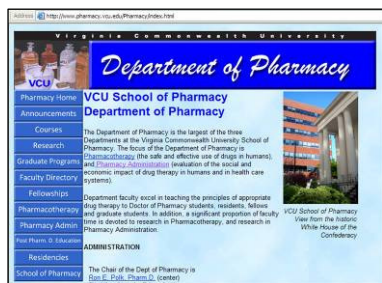 Address http://www.pharmacy.vcu.edu/Pharmacy/index.html
Virginia Commonwealth University
Department of Pharmacy
VCU
Pharmacy Home
Announcements
Courses
Research
Graduate Programs
Faculty Directory
Fellowships
Pharmacotherapy
Pharmacy Admin
Post Pharm. D. Education
Residencies
School of Pharmacy
VCU School of Pharmacy
Department of Pharmacy
The Department of Pharmacy is the largest of the three
Departments at the Virginia Commonwealth University School of
Pharmacy. The focus of the Department of Pharmacy is
Pharmacotherapy (the safe and effective use of drugs in humans),
and Pharmacy Administration (evaluation of the social and
economic impact of drug therapy in humans and in health care
systems).
Department faculty excel in teaching the principles of appropriate
drug therapy to Doctor of Pharmacy students, residents, fellows
and graduate students. In addition, a significant proportion of faculty
time is devoted to research in Pharmacotherapy, and research in
Pharmacy Administration.
ADMINISTRATION
The Chair of the Dept of Pharmacy is
Ron E. Polk, Pharm.D. (center)
VCU School of Pharmacy
View from the historic
White House of the
Confederacy